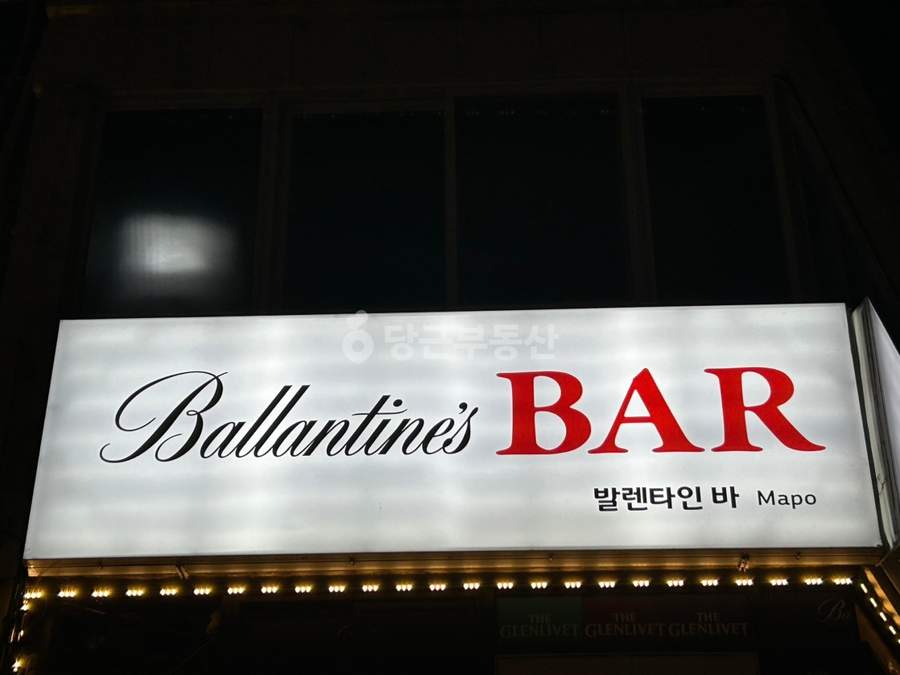 당근부동산
Ballantine's BAR
발렌타인 바 Mapo
THE GLENLIVET
THE GLENLIVET
THE GLENLIVET